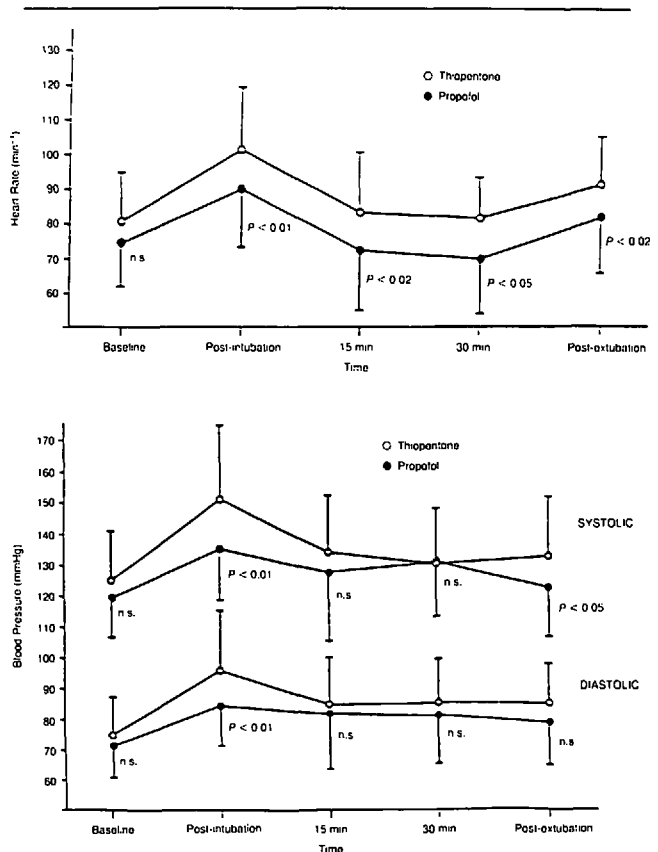 130
120
110
100
90
80
70
60
Heart Rate (min⁻¹)
Thiopentone
Propofol
n s
P < 0 01
P < 0 02
P < 0 05
P < 0 02
Baseline
Post-intubation
15 min
30 min
Post-extubation
Time
170
160
150
140
130
120
110
100
90
80
70
60
Blood Pressure (mmHg)
Thiopentone
Propofol
SYSTOLIC
n s.
P < 0.01
n.s
n s.
P < 0.05
DIASTOLIC
n s.
P < 0.01
n s.
n s.
n s
Baseline
Post-intubation
15 min
30 min
Post-extubation
Time